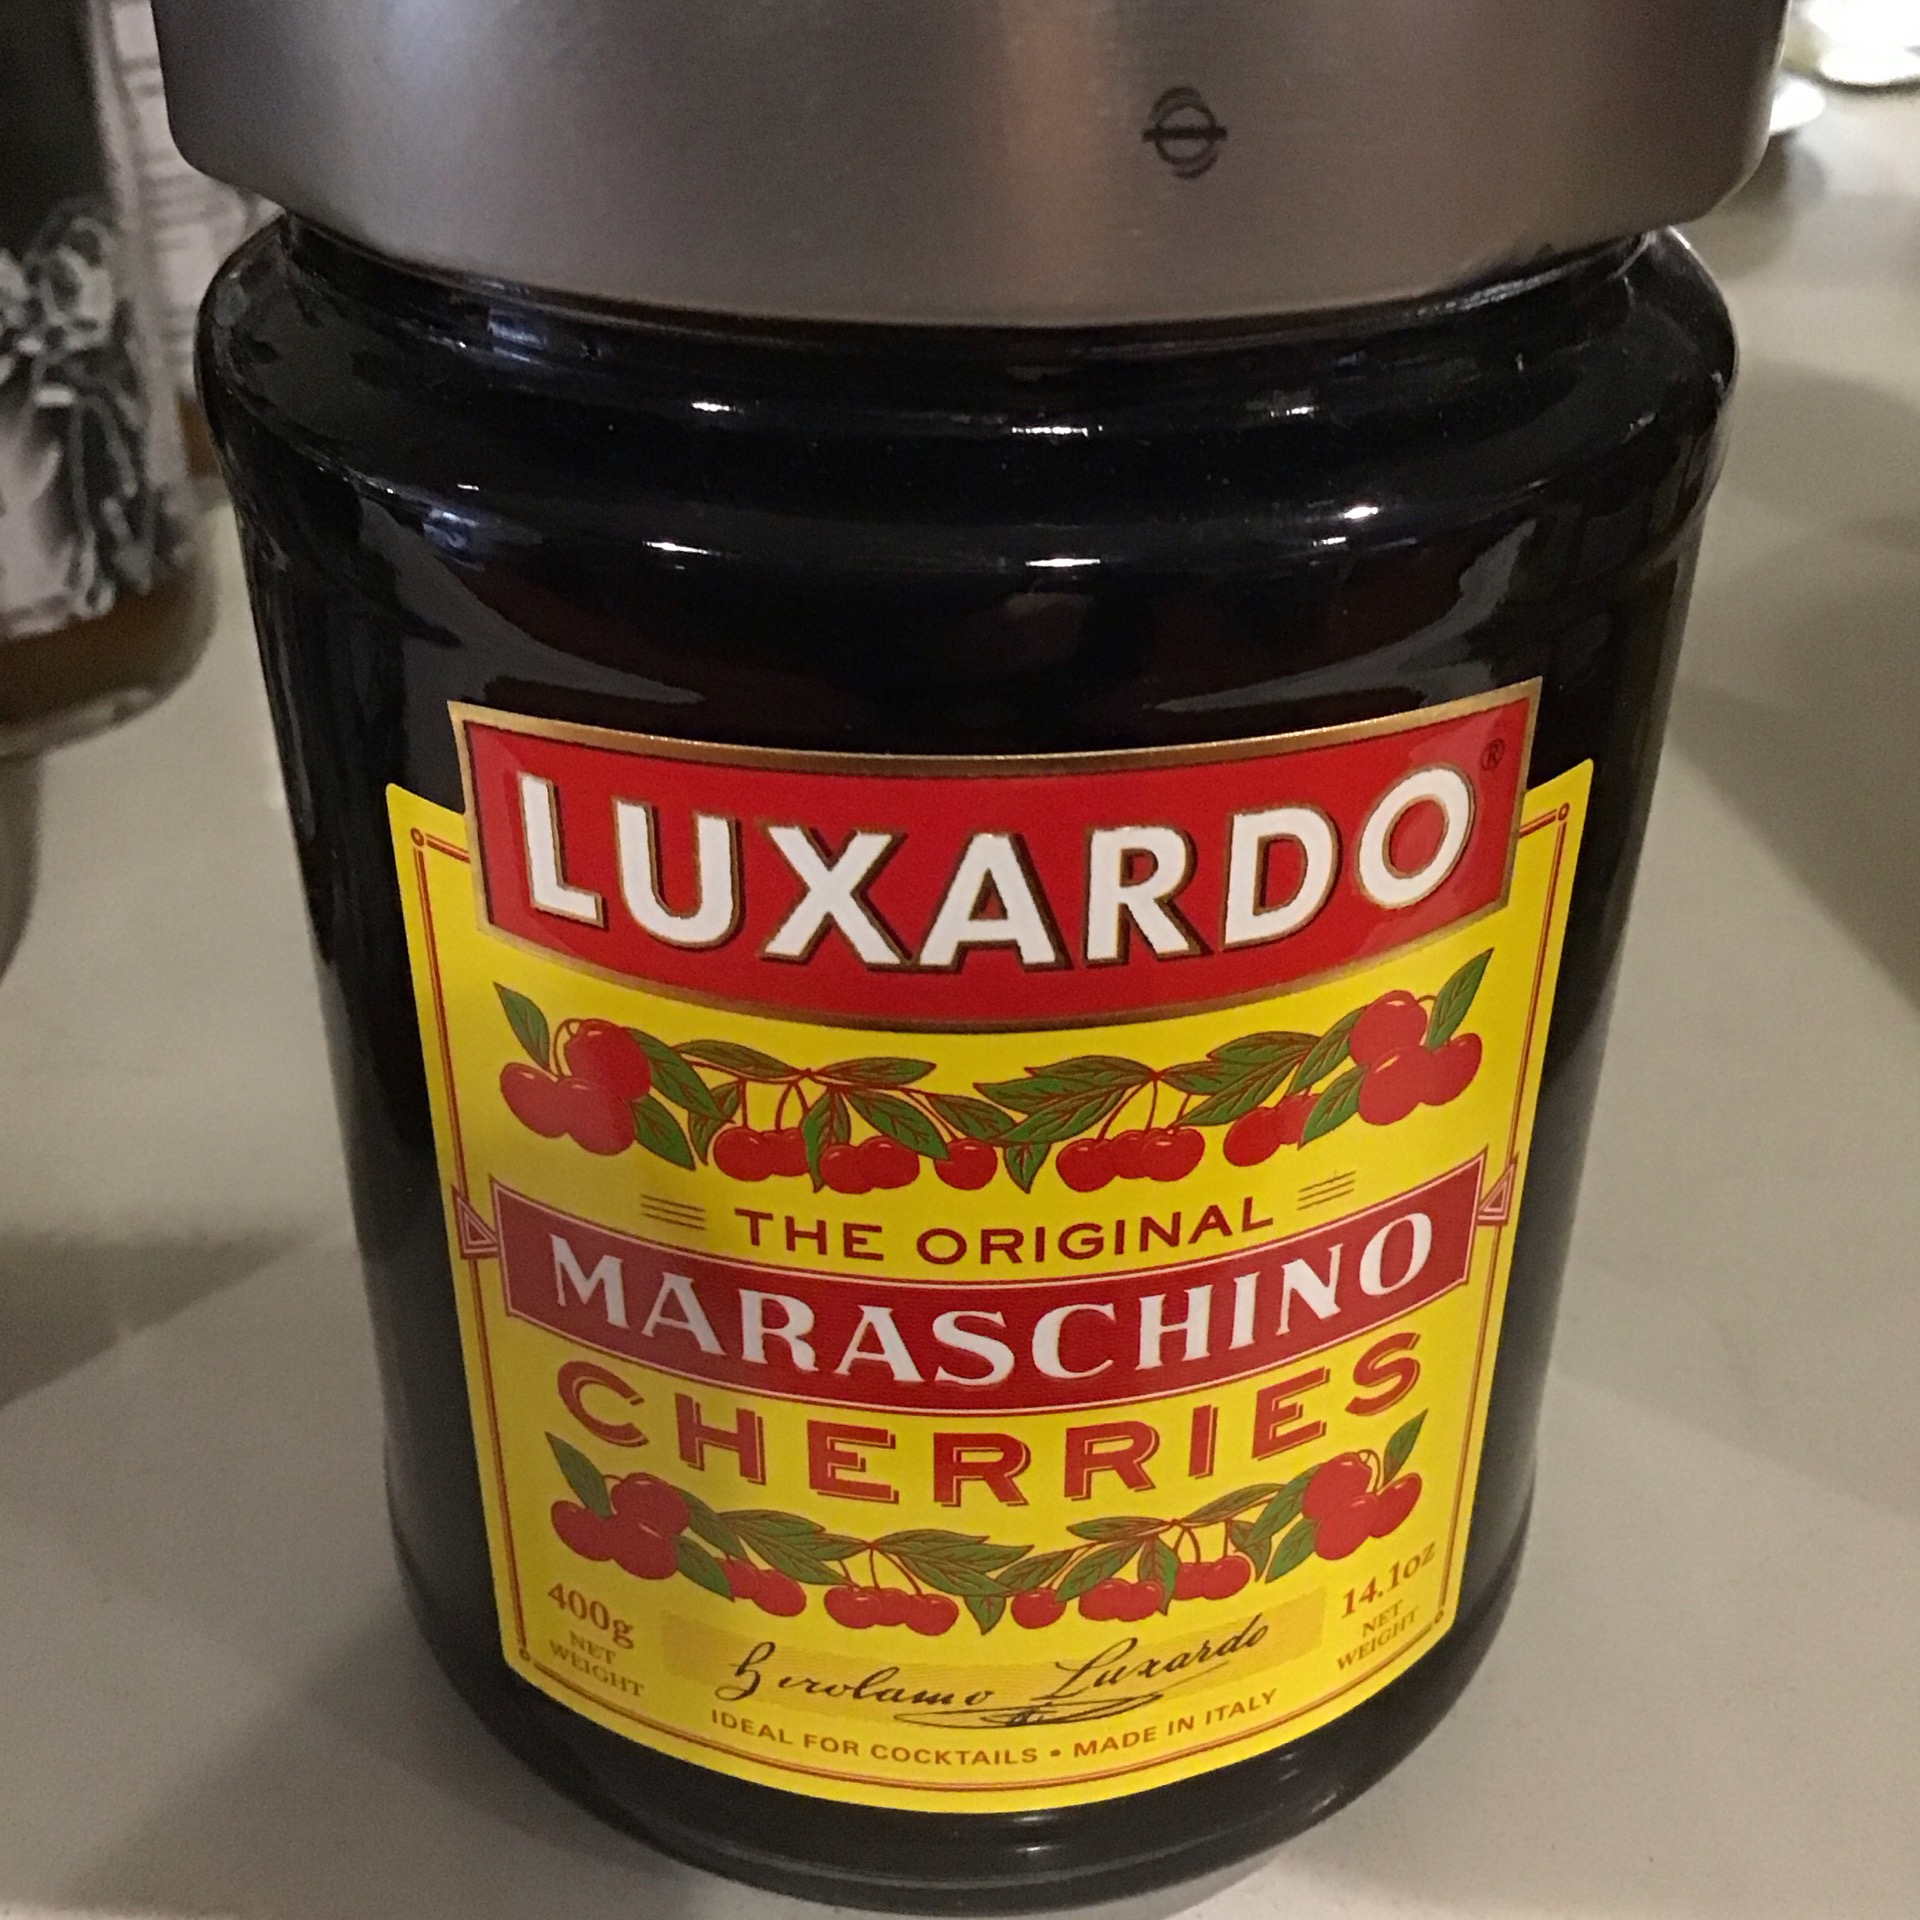 LUXARDO®
THE ORIGINAL
MARASCHINO
CHERRIES
400g
NET
WEIGHT
14.1oz
NET
WEIGHT
Girolamo Luxardo
IDEAL FOR COCKTAILS • MADE IN ITALY